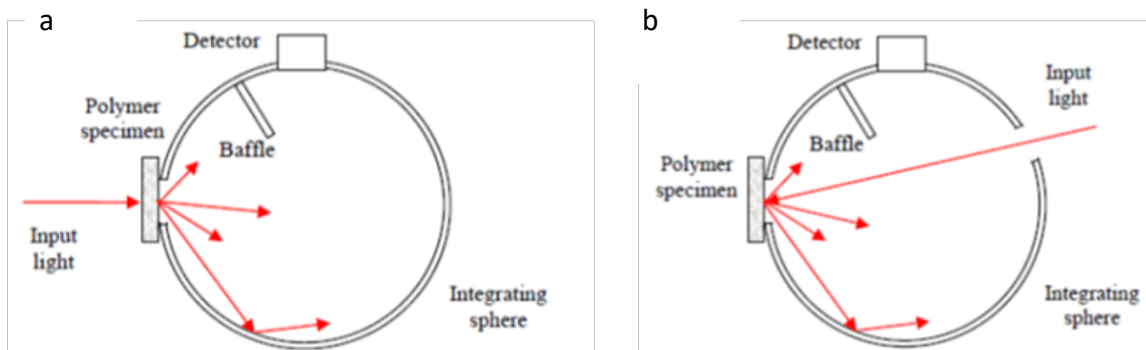 a
Detector
Polymer
specimen
Baffle
Input
light
Integrating
sphere
b
Detector
Input
light
Baffle
Polymer
specimen
Integrating
sphere